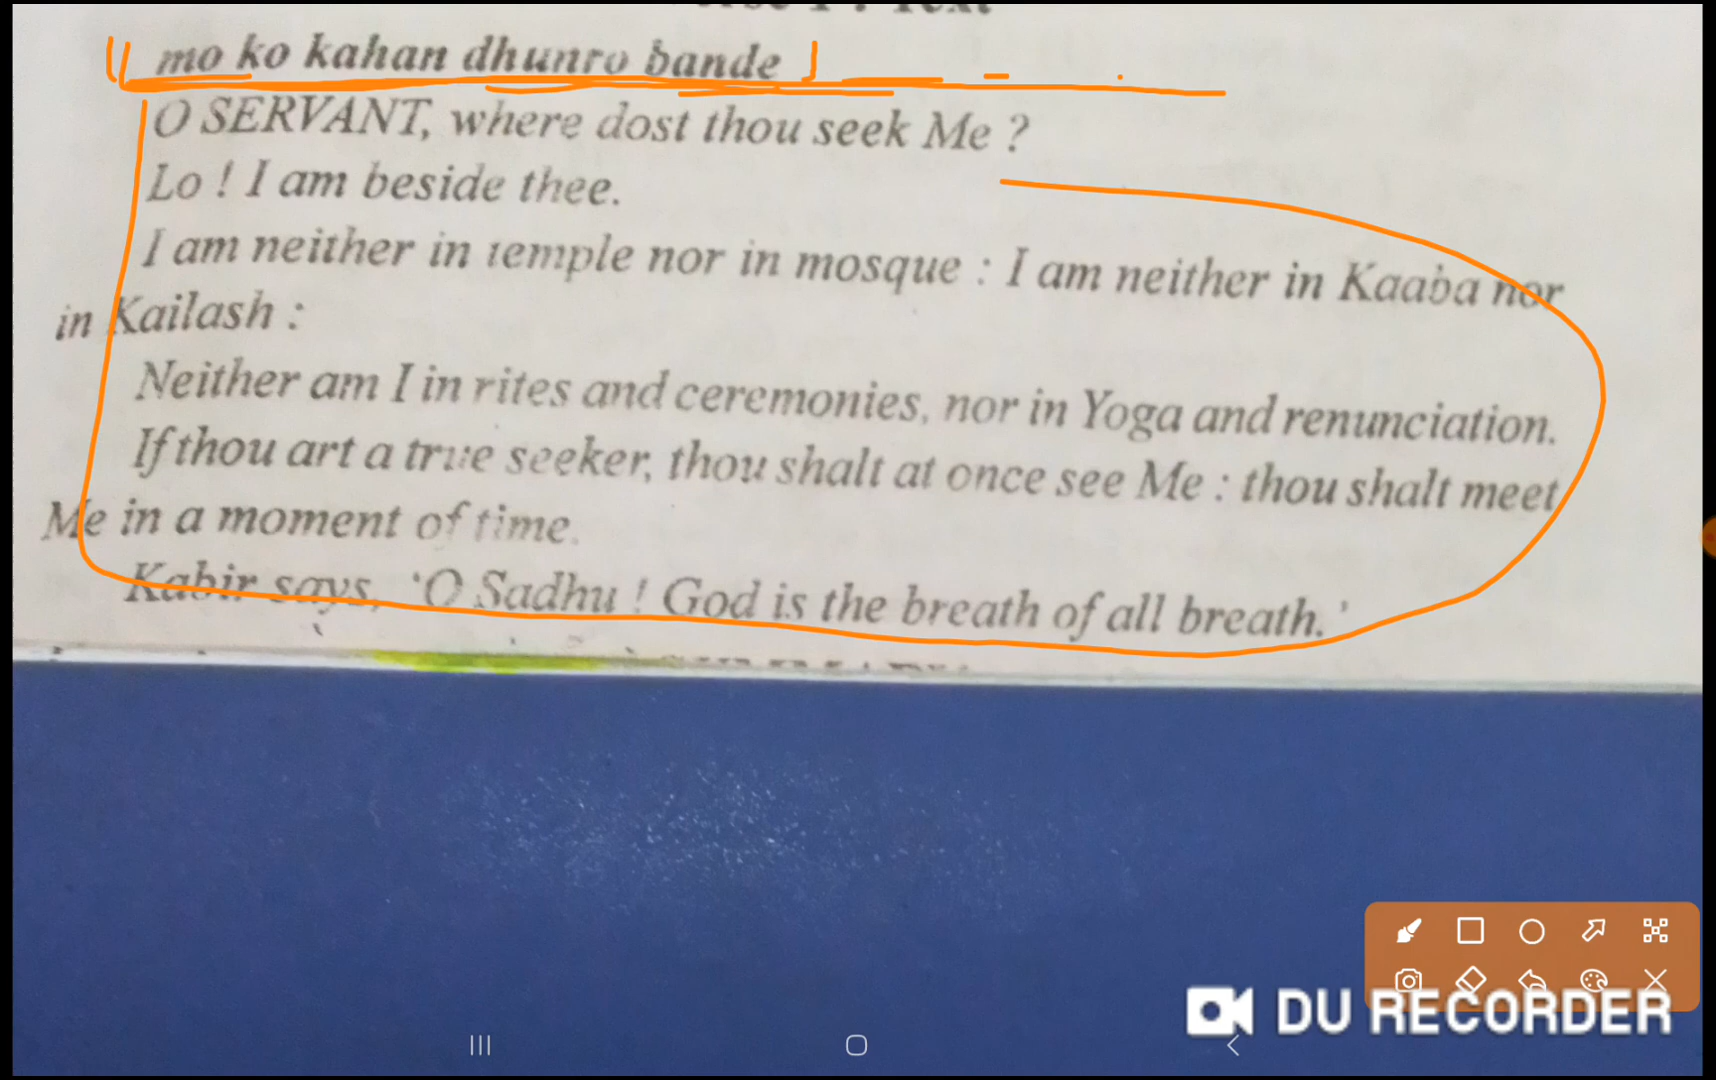 mo ko kahan dhunro bande
O SERVANT, where dost thou seek Me ?
Lo ! I am beside thee.
I am neither in temple nor in mosque : I am neither in Kaaba nor
in Kailash :
Neither am I in rites and ceremonies, nor in Yoga and renunciation.
If thou art a true seeker, thou shalt at once see Me : thou shalt meet
Me in a moment of time.
Kabir says, 'O Sadhu ! God is the breath of all breath.'
DU RECORDER